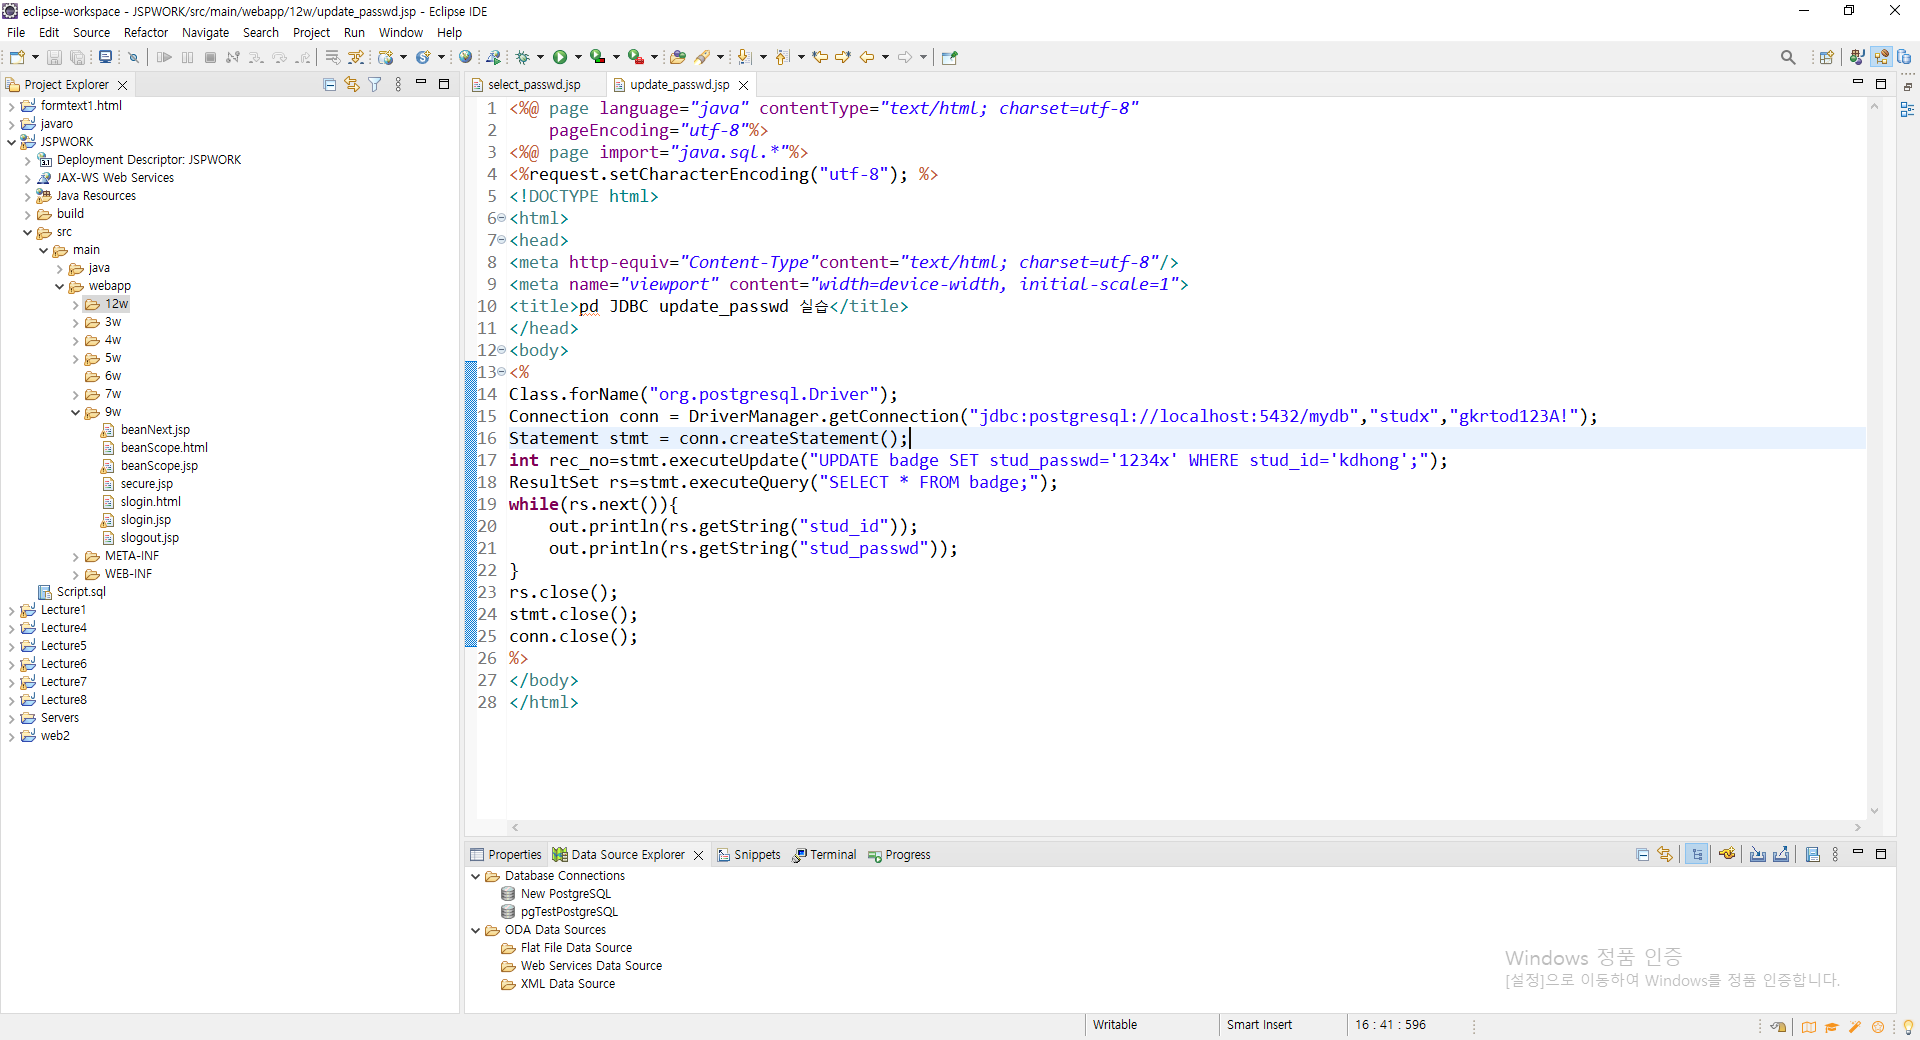 eclipse-workspace - JSPWORK/src/main/webapp/12w/update_passwd.jsp - Eclipse IDE
File Edit Source Refactor Navigate Search Project Run Window Help
Project Explorer
formtext1.html
javaro
JSPWORK
Deployment Descriptor: JSPWORK
JAX-WS Web Services
Java Resources
build
src
main
java
webapp
12w
3w
4w
5w
6w
7w
9w
beanNext.jsp
beanScope.html
beanScope.jsp
secure.jsp
slogin.html
slogin.jsp
slogout.jsp
META-INF
WEB-INF
Script.sql
Lecture1
Lecture4
Lecture5
Lecture6
Lecture7
Lecture8
Servers
web2
select_passwd.jsp update_passwd.jsp
1 <%@ page language="java" contentType="text/html; charset=utf-8"
2     pageEncoding="utf-8"%>
3 <%@ page import="java.sql.*"%>
4 <%request.setCharacterEncoding("utf-8"); %>
5 <!DOCTYPE html>
6 <html>
7 <head>
8 <meta http-equiv="Content-Type"content="text/html; charset=utf-8"/>
9 <meta name="viewport" content="width=device-width, initial-scale=1">
10 <title>pd JDBC update_passwd 실습</title>
11 </head>
12 <body>
13 <%
14 Class.forName("org.postgresql.Driver");
15 Connection conn = DriverManager.getConnection("jdbc:postgresql://localhost:5432/mydb","studx","gkrtod123A!");
16 Statement stmt = conn.createStatement();
17 int rec_no=stmt.executeUpdate("UPDATE badge SET stud_passwd='1234x' WHERE stud_id='kdhong';");
18 ResultSet rs=stmt.executeQuery("SELECT * FROM badge;");
19 while(rs.next()){
20     out.println(rs.getString("stud_id"));
21     out.println(rs.getString("stud_passwd"));
22 }
23 rs.close();
24 stmt.close();
25 conn.close();
26 %>
27 </body>
28 </html>
Properties Data Source Explorer Snippets Terminal Progress
Database Connections
New PostgreSQL
pgTestPostgreSQL
ODA Data Sources
Flat File Data Source
Web Services Data Source
XML Data Source
Windows 정품 인증
[설정]으로 이동하여 Windows를 정품 인증합니다.
Writable Smart Insert 16 : 41 : 596